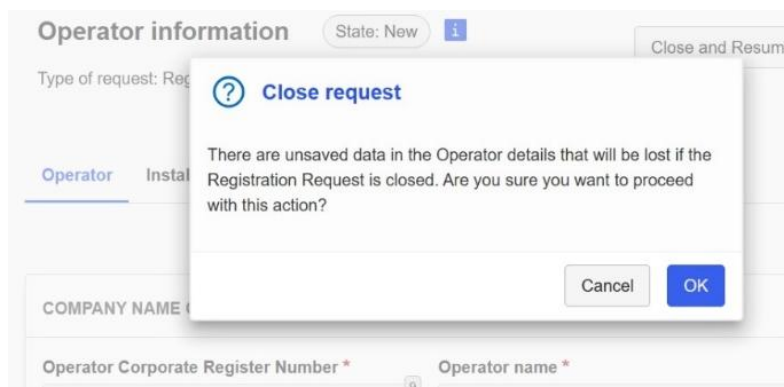 Operator information State: New i
Close and Resum
Type of request: Reg
? Close request
There are unsaved data in the Operator details that will be lost if the
Registration Request is closed. Are you sure you want to proceed
with this action?
Operator Instal
Cancel OK
COMPANY NAME
Operator Corporate Register Number * Operator name *